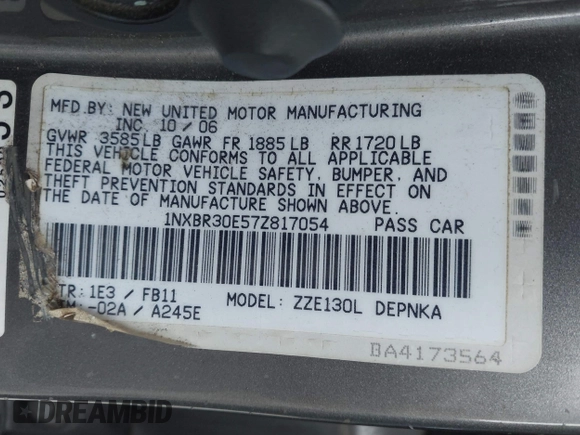 MFD.BY: NEW UNITED MOTOR MANUFACTURING
INC. 10 / 06
GVWR 3585LB GAWR FR 1885LB RR1720LB
THIS VEHICLE CONFORMS TO ALL APPLICABLE
FEDERAL MOTOR VEHICLE SAFETY, BUMPER, AND
THEFT PREVENTION STANDARDS IN EFFECT ON
THE DATE OF MANUFACTURE SHOWN ABOVE.
1NXBR30E57Z817054 PASS CAR
TR: 1E3 / FB11
-02A / A245E MODEL: ZZE130L DEPNKA
BA4173564
DREAMBID